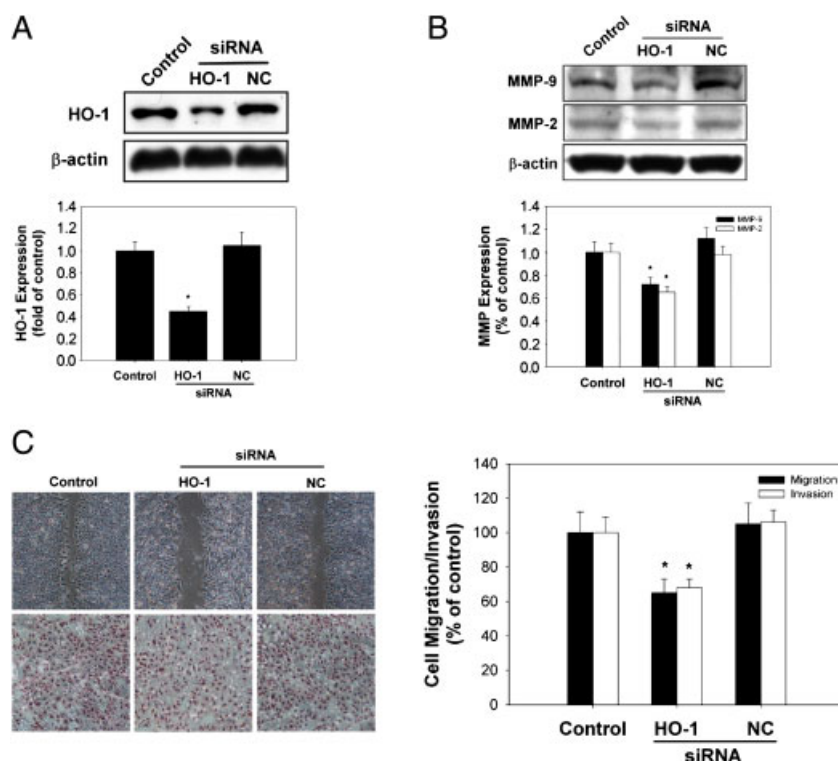 A
Control
siRNA
HO-1 NC
HO-1
β-actin
1.4
1.2
1.0
0.8
0.6
0.4
0.2
0.0
HO-1 Expression
(fold of control)
*
Control HO-1 NC
siRNA
B
Control
siRNA
HO-1 NC
MMP-9
MMP-2
β-actin
1.4
1.2
1.0
0.8
0.6
0.4
0.2
0.0
MMP Expression
(% of control)
MMP-9
MMP-2
* *
Control HO-1 NC
siRNA
C
siRNA
Control HO-1 NC
140
120
100
80
60
40
20
0
Cell Migration/Invasion
(% of control)
Migration
Invasion
* *
Control HO-1 NC
siRNA